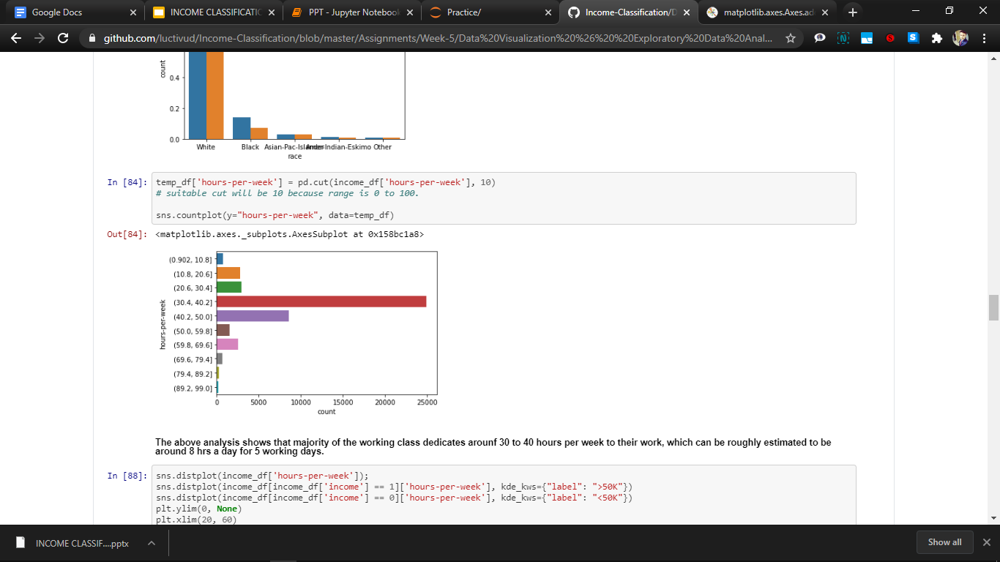 Google Docs
INCOME CLASSIFICATIO
PPT - Jupyter Notebook
Practice/
Income-Classification/D
matplotlib.axes.Axes.ad
github.com/luctivud/Income-Classification/blob/master/Assignments/Week-5/Data%20Visualization%20%26%20%20Exploratory%20Data%20Anal...
count
0.4
0.2
0.0
White Black Asian-Pac-Islander Amer-Indian-Eskimo Other
race
In [84]: temp_df['hours-per-week'] = pd.cut(income_df['hours-per-week'], 10)
# suitable cut will be 10 because range is 0 to 100.
sns.countplot(y="hours-per-week", data=temp_df)
Out[84]: <matplotlib.axes._subplots.AxesSubplot at 0x158bc1a8>
hours-per-week
(0.902, 10.8]
(10.8, 20.6]
(20.6, 30.4]
(30.4, 40.2]
(40.2, 50.0]
(50.0, 59.8]
(59.8, 69.6]
(69.6, 79.4]
(79.4, 89.2]
(89.2, 99.0]
0 5000 10000 15000 20000 25000
count
The above analysis shows that majority of the working class dedicates arounf 30 to 40 hours per week to their work, which can be roughly estimated to be
around 8 hrs a day for 5 working days.
In [88]: sns.distplot(income_df['hours-per-week']);
sns.distplot(income_df[income_df['income'] == 1]['hours-per-week'], kde_kws={"label": ">50K"})
sns.distplot(income_df[income_df['income'] == 0]['hours-per-week'], kde_kws={"label": "<50K"})
plt.ylim(0, None)
plt.xlim(20, 60)
INCOME CLASSIF....pptx
Show all